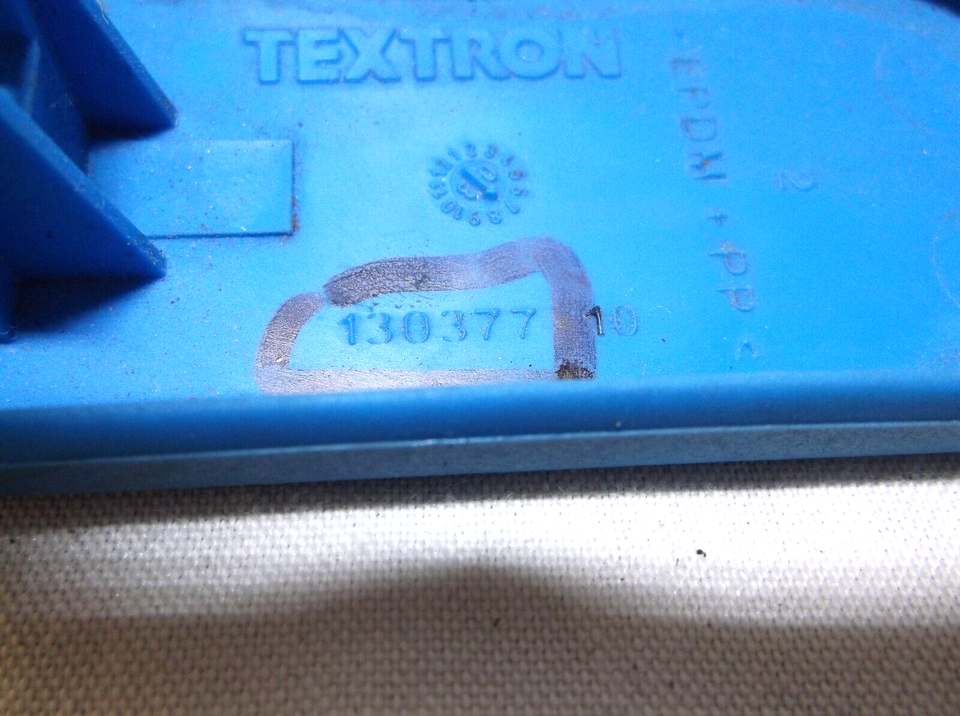 TEXTRON
EPDM + PP <
2
130377 10